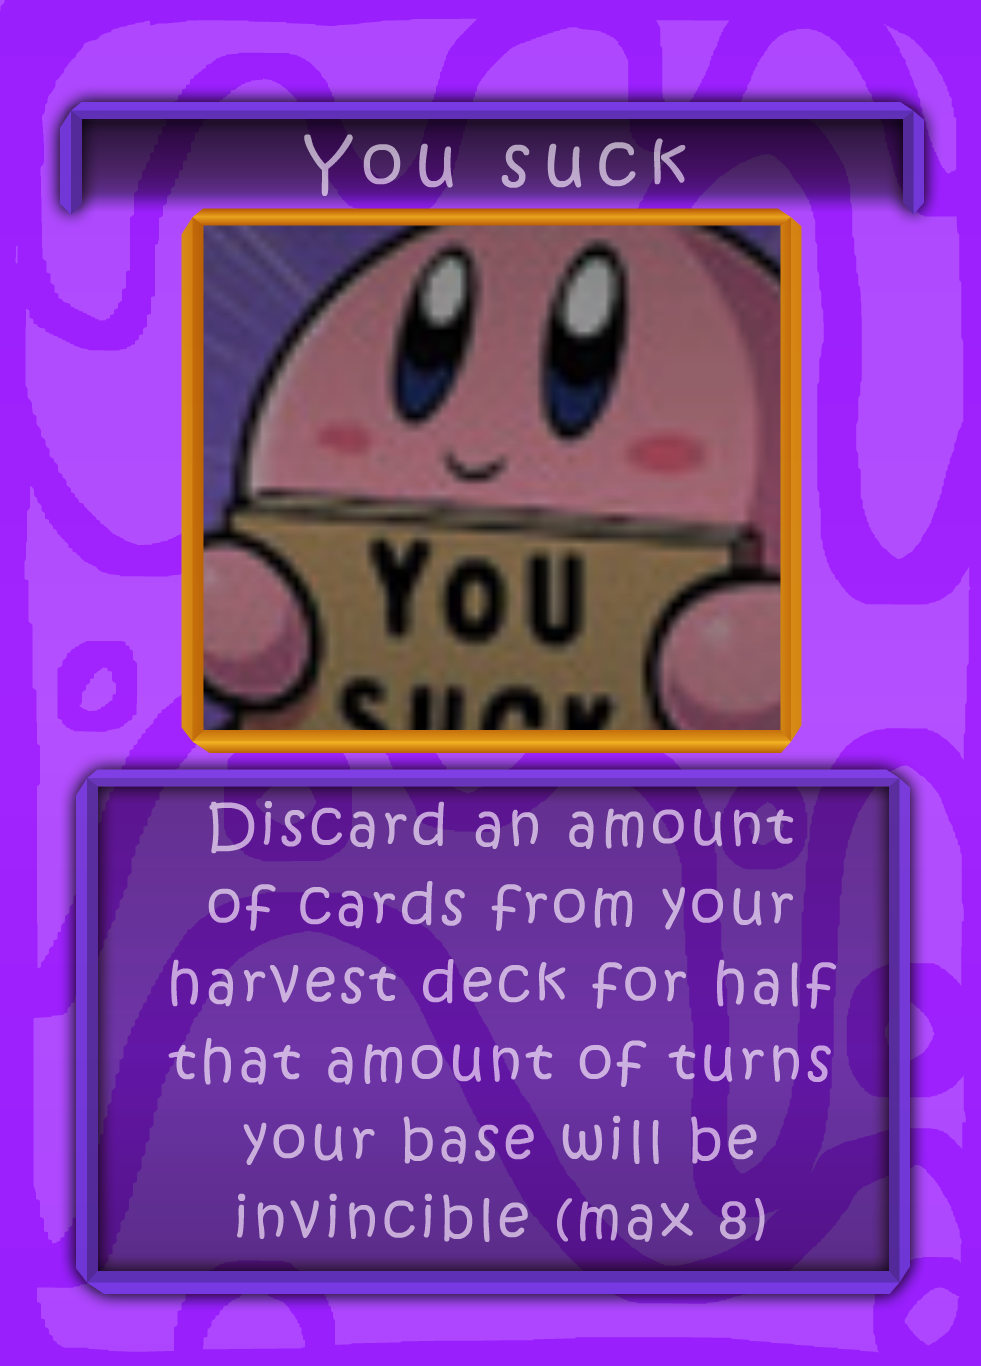 You suck
YOU
SUCK
Discard an amount
of cards from your
harvest deck for half
that amount of turns
your base will be
invincible (max 8)